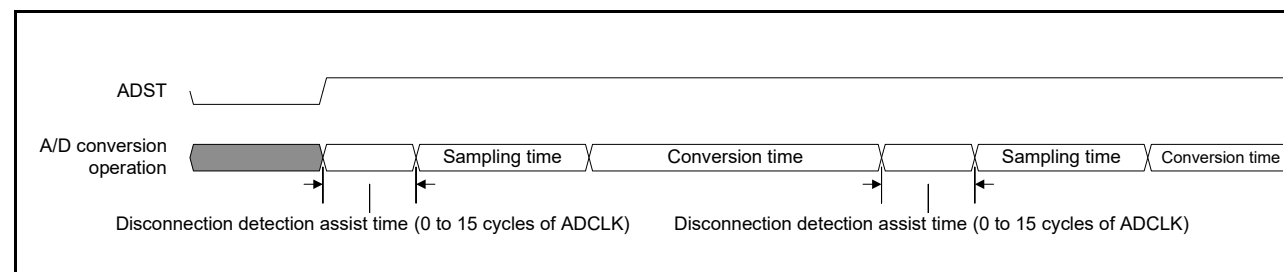 ADST
A/D conversion
operation
Sampling time
Conversion time
Sampling time
Conversion time
Disconnection detection assist time (0 to 15 cycles of ADCLK)
Disconnection detection assist time (0 to 15 cycles of ADCLK)